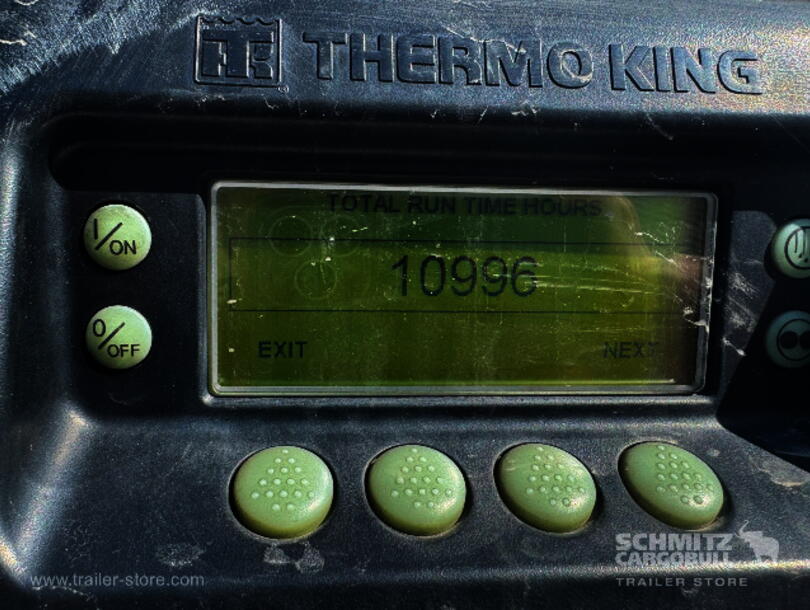 THERMO KING
TOTAL RUN TIME HOURS
I/ON
10996
O/OFF
EXIT NEXT
SCHMITZ
CARGOBULL
www.trailer-store.com TRAILER STORE